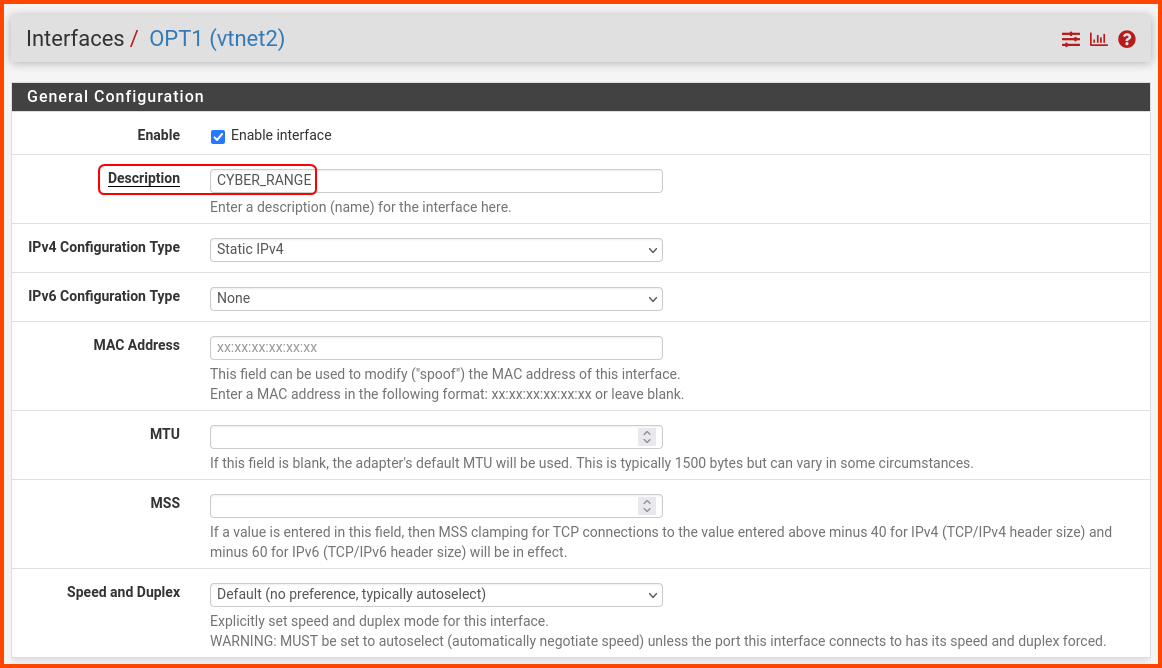 Interfaces / OPT1 (vtnet2)
General Configuration
Enable Enable interface
Description CYBER_RANGE
Enter a description (name) for the interface here.
IPv4 Configuration Type Static IPv4
IPv6 Configuration Type None
MAC Address xx:xx:xx:xx:xx:xx
This field can be used to modify ("spoof") the MAC address of this interface.
Enter a MAC address in the following format: xx:xx:xx:xx:xx:xx or leave blank.
MTU
If this field is blank, the adapter's default MTU will be used. This is typically 1500 bytes but can vary in some circumstances.
MSS
If a value is entered in this field, then MSS clamping for TCP connections to the value entered above minus 40 for IPv4 (TCP/IPv4 header size) and
minus 60 for IPv6 (TCP/IPv6 header size) will be in effect.
Speed and Duplex Default (no preference, typically autoselect)
Explicitly set speed and duplex mode for this interface.
WARNING: MUST be set to autoselect (automatically negotiate speed) unless the port this interface connects to has its speed and duplex forced.